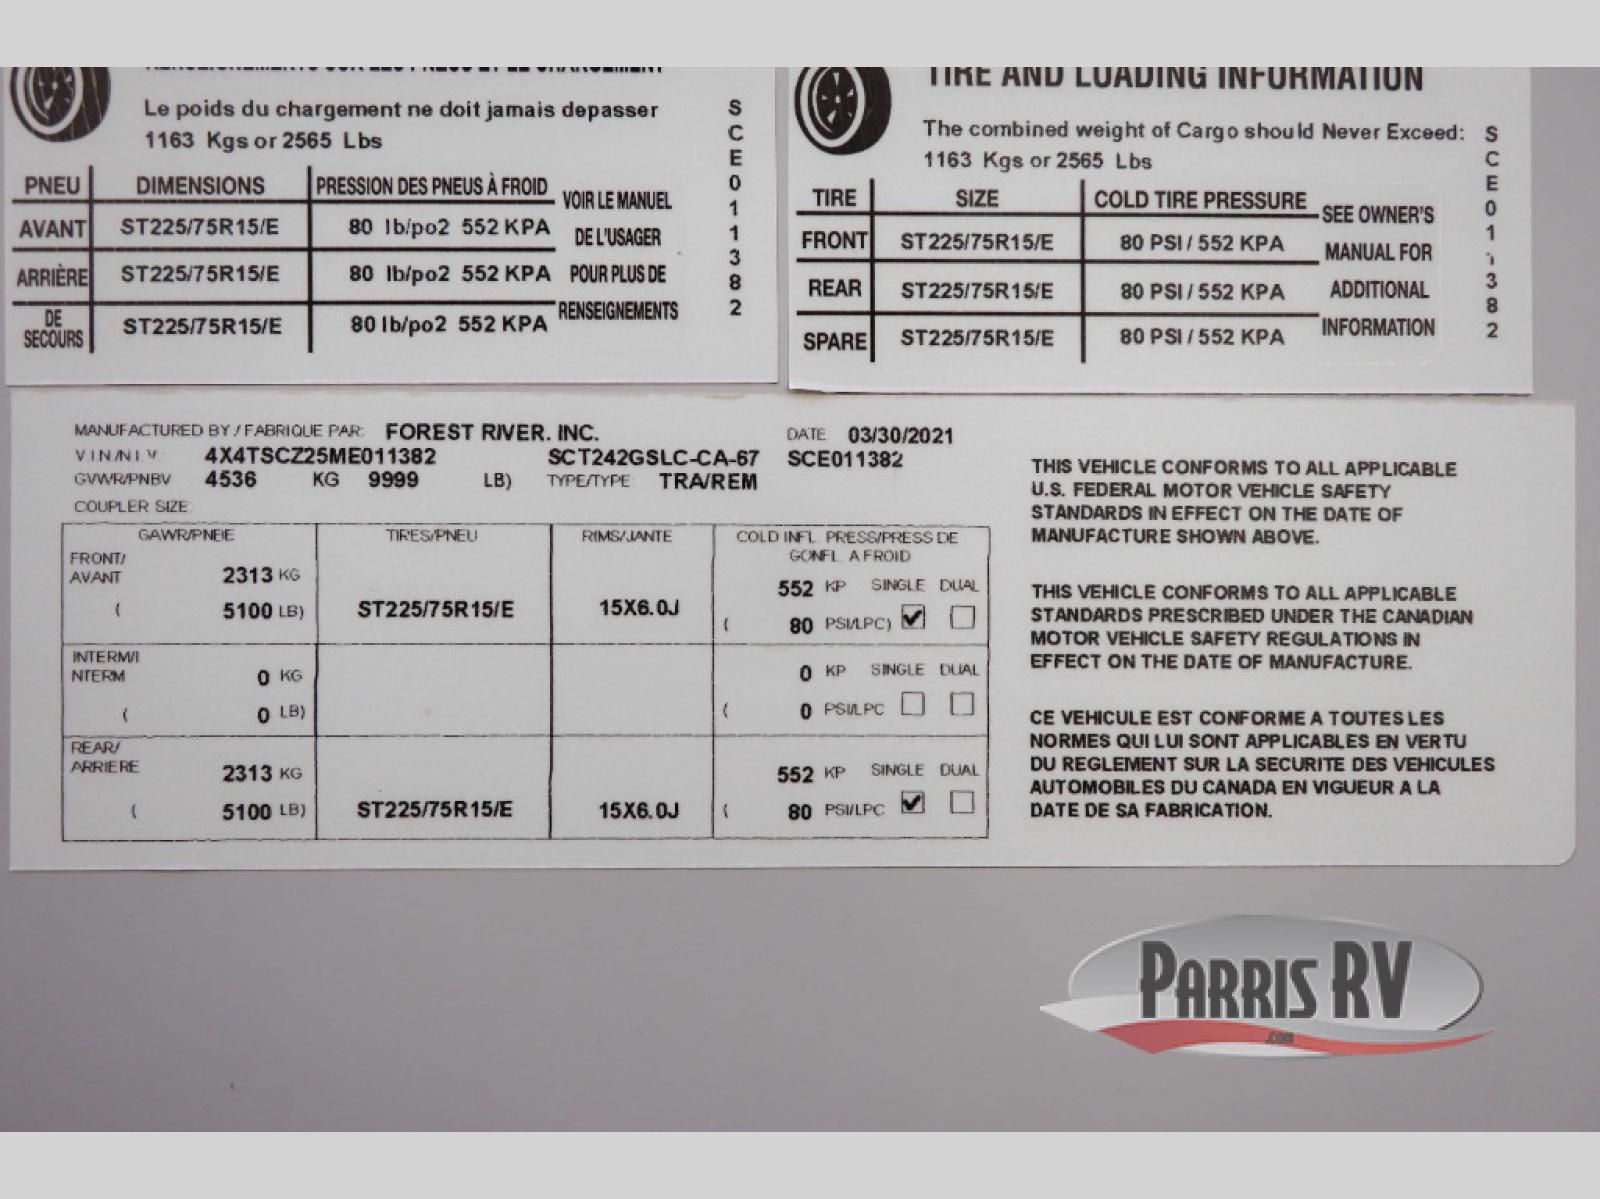 RENSEIGNEMENTS SUR LES PNEUS ET LE CHARGEMENT
Le poids du chargement ne doit jamais depasser
1163 Kgs or 2565 Lbs
PNEU DIMENSIONS PRESSION DES PNEUS À FROID
AVANT ST225/75R15/E 80 lb/po2 552 KPA
ARRIÈRE ST225/75R15/E 80 lb/po2 552 KPA
DE
SECOURS ST225/75R15/E 80 lb/po2 552 KPA
VOIR LE MANUEL
DE L'USAGER
POUR PLUS DE
RENSEIGNEMENTS
SCE011382
TIRE AND LOADING INFORMATION
The combined weight of Cargo should Never Exceed:
1163 Kgs or 2565 Lbs
TIRE SIZE COLD TIRE PRESSURE
FRONT ST225/75R15/E 80 PSI / 552 KPA
REAR ST225/75R15/E 80 PSI / 552 KPA
SPARE ST225/75R15/E 80 PSI / 552 KPA
SEE OWNER'S
MANUAL FOR
ADDITIONAL
INFORMATION
SCE011382
MANUFACTURED BY / FABRIQUE PAR: FOREST RIVER. INC. DATE 03/30/2021
V.I.N/N.I.V: 4X4TSCZ25ME011382 SCT242GSLC-CA-67 SCE011382
GVWR/PNBV 4536 KG 9999 LB) TYPE/TYPE: TRA/REM
COUPLER SIZE:
GAWR/PNEIE TIRES/PNEU RIMS/JANTE COLD INFL. PRESS/PRESS DE
GONFL. A FROID
FRONT/
AVANT 2313 KG 552 KP SINGLE DUAL
( 5100 LB) ST225/75R15/E 15X6.0J ( 80 PSI/LPC)
INTERM/I
NTERM 0 KG 0 KP SINGLE DUAL
( 0 LB) ( 0 PSI/LPC
REAR/
ARRIERE 2313 KG 552 KP SINGLE DUAL
( 5100 LB) ST225/75R15/E 15X6.0J ( 80 PSI/LPC
THIS VEHICLE CONFORMS TO ALL APPLICABLE
U.S. FEDERAL MOTOR VEHICLE SAFETY
STANDARDS IN EFFECT ON THE DATE OF
MANUFACTURE SHOWN ABOVE.
THIS VEHICLE CONFORMS TO ALL APPLICABLE
STANDARDS PRESCRIBED UNDER THE CANADIAN
MOTOR VEHICLE SAFETY REGULATIONS IN
EFFECT ON THE DATE OF MANUFACTURE.
CE VEHICULE EST CONFORME A TOUTES LES
NORMES QUI LUI SONT APPLICABLES EN VERTU
DU REGLEMENT SUR LA SECURITE DES VEHICULES
AUTOMOBILES DU CANADA EN VIGUEUR A LA
DATE DE SA FABRICATION.
PARRIS RV
.COM